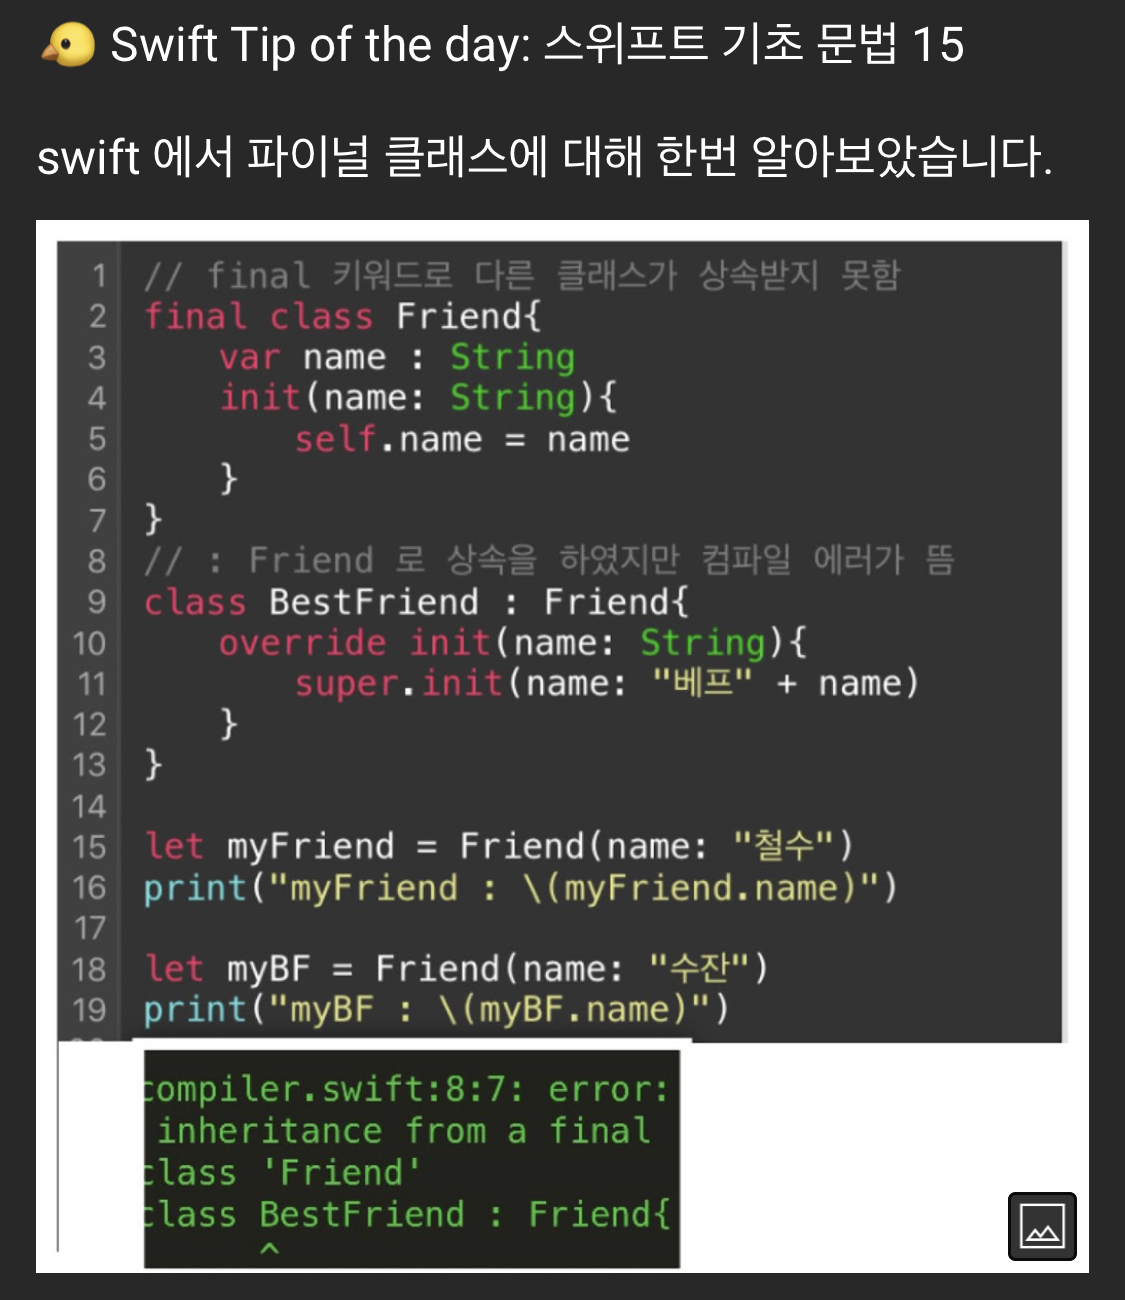 🐤 Swift Tip of the day: 스위프트 기초 문법 15
swift 에서 파이널 클래스에 대해 한번 알아보았습니다.
1 // final 키워드로 다른 클래스가 상속받지 못함
2 final class Friend{
3     var name : String
4     init(name: String){
5         self.name = name
6     }
7 }
8 // : Friend 로 상속을 하였지만 컴파일 에러가 뜸
9 class BestFriend : Friend{
10     override init(name: String){
11         super.init(name: "베프" + name)
12     }
13 }
14
15 let myFriend = Friend(name: "철수")
16 print("myFriend : \(myFriend.name)")
17
18 let myBF = Friend(name: "수잔")
19 print("myBF : \(myBF.name)")
compiler.swift:8:7: error:
inheritance from a final
class 'Friend'
class BestFriend : Friend{
^